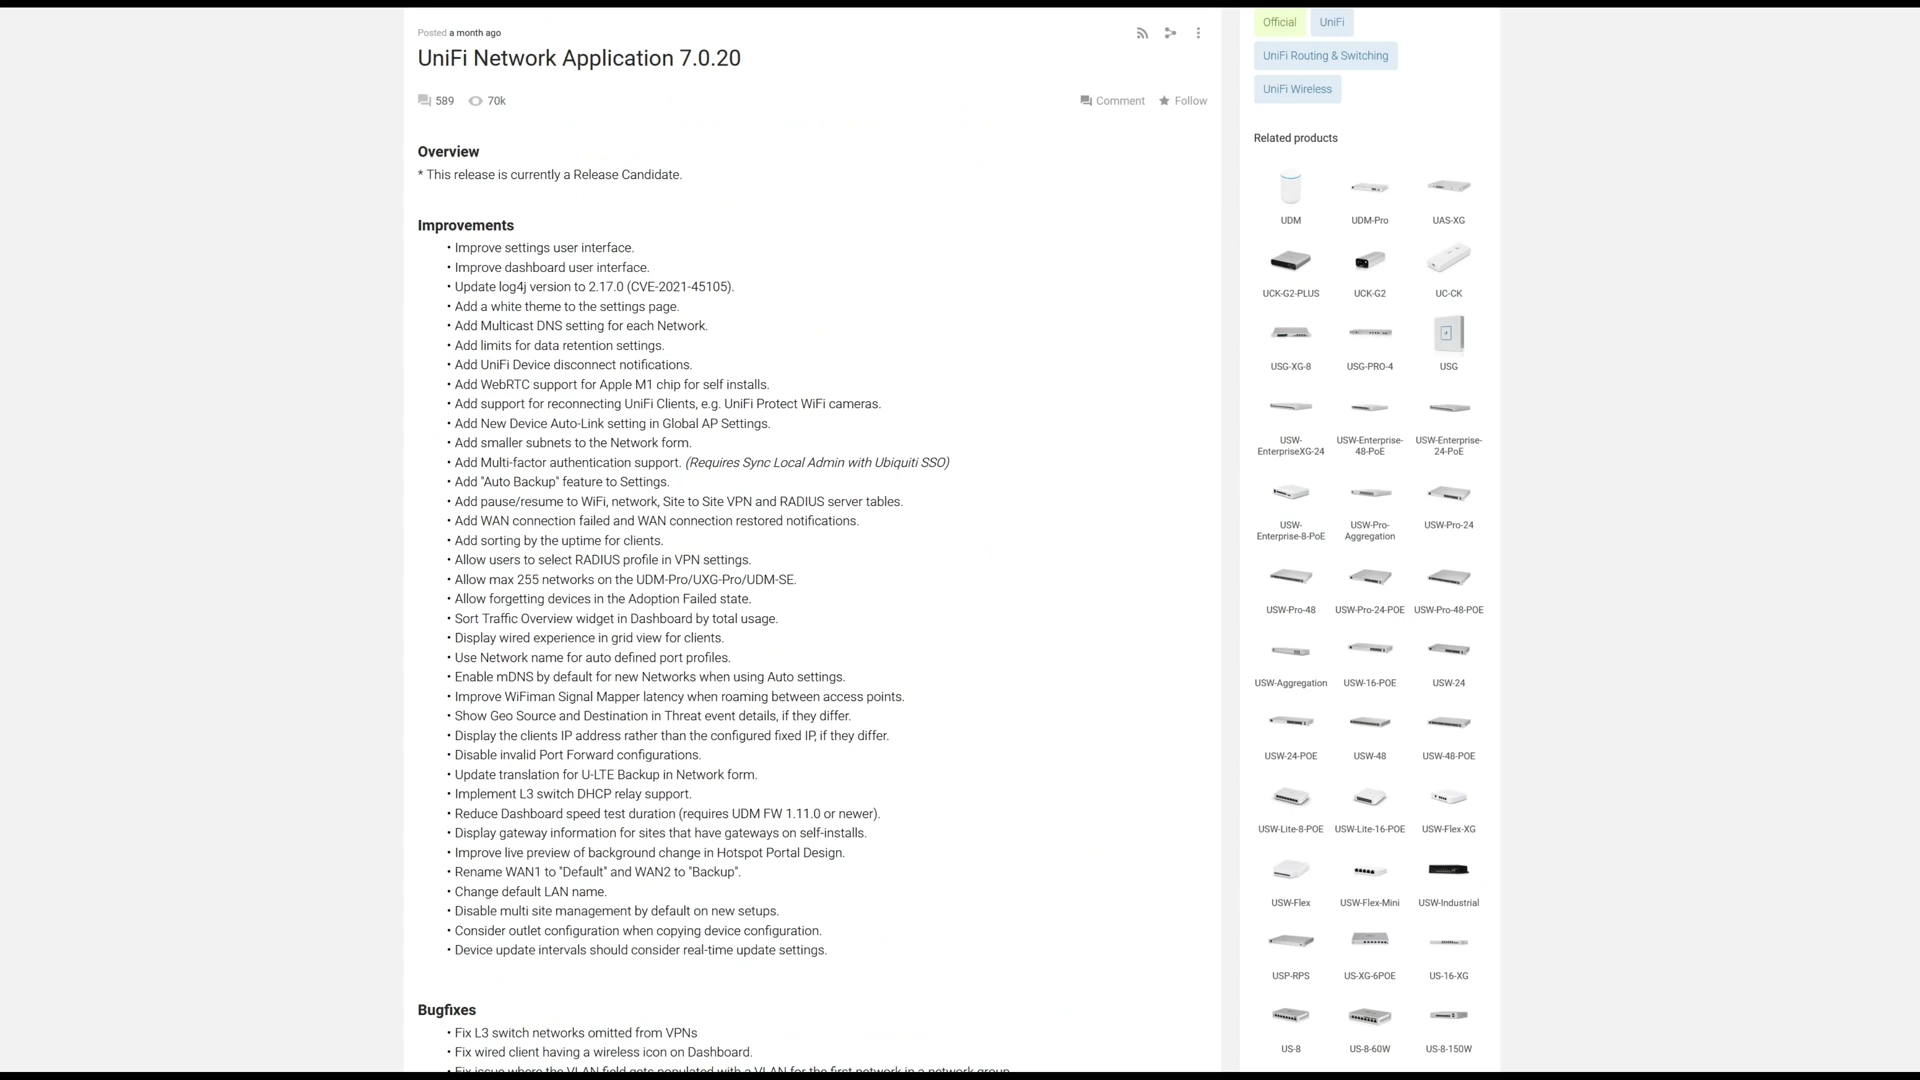 Posted a month ago
UniFi Network Application 7.0.20
589 70k
Comment Follow
Overview
* This release is currently a Release Candidate.
Improvements
• Improve settings user interface.
• Improve dashboard user interface.
• Update log4j version to 2.17.0 (CVE-2021-45105).
• Add a white theme to the settings page.
• Add Multicast DNS setting for each Network.
• Add limits for data retention settings.
• Add UniFi Device disconnect notifications.
• Add WebRTC support for Apple M1 chip for self installs.
• Add support for reconnecting UniFi Clients, e.g. UniFi Protect WiFi cameras.
• Add New Device Auto-Link setting in Global AP Settings.
• Add smaller subnets to the Network form.
• Add Multi-factor authentication support. (Requires Sync Local Admin with Ubiquiti SSO)
• Add "Auto Backup" feature to Settings.
• Add pause/resume to WiFi, network, Site to Site VPN and RADIUS server tables.
• Add WAN connection failed and WAN connection restored notifications.
• Add sorting by the uptime for clients.
• Allow users to select RADIUS profile in VPN settings.
• Allow max 255 networks on the UDM-Pro/UXG-Pro/UDM-SE.
• Allow forgetting devices in the Adoption Failed state.
• Sort Traffic Overview widget in Dashboard by total usage.
• Display wired experience in grid view for clients.
• Use Network name for auto defined port profiles.
• Enable mDNS by default for new Networks when using Auto settings.
• Improve WiFiman Signal Mapper latency when roaming between access points.
• Show Geo Source and Destination in Threat event details, if they differ.
• Display the clients IP address rather than the configured fixed IP, if they differ.
• Disable invalid Port Forward configurations.
• Update translation for U-LTE Backup in Network form.
• Implement L3 switch DHCP relay support.
• Reduce Dashboard speed test duration (requires UDM FW 1.11.0 or newer).
• Display gateway information for sites that have gateways on self-installs.
• Improve live preview of background change in Hotspot Portal Design.
• Rename WAN1 to "Default" and WAN2 to "Backup".
• Change default LAN name.
• Disable multi site management by default on new setups.
• Consider outlet configuration when copying device configuration.
• Device update intervals should consider real-time update settings.
Bugfixes
• Fix L3 switch networks omitted from VPNs
• Fix wired client having a wireless icon on Dashboard.
• Fix issue where the VLAN field gets populated with a VLAN for the first network in a network group.
Official UniFi
UniFi Routing & Switching
UniFi Wireless
Related products
UDM UDM-Pro UAS-XG
UCK-G2-PLUS UCK-G2 UC-CK
USG-XG-8 USG-PRO-4 USG
USW- USW-Enterprise- USW-Enterprise-
EnterpriseXG-24 48-PoE 24-PoE
USW- USW-Pro- USW-Pro-24
Enterprise-8-PoE Aggregation
USW-Pro-48 USW-Pro-24-POE USW-Pro-48-POE
USW-Aggregation USW-16-POE USW-24
USW-24-POE USW-48 USW-48-POE
USW-Lite-8-POE USW-Lite-16-POE USW-Flex-XG
USW-Flex USW-Flex-Mini USW-Industrial
USP-RPS US-XG-6POE US-16-XG
US-8 US-8-60W US-8-150W